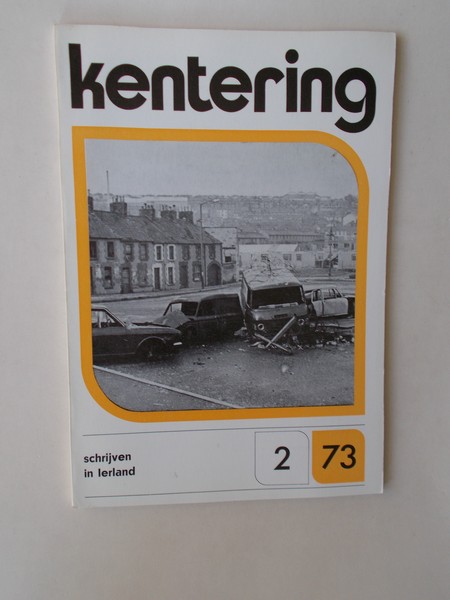 kentering
schrijven
in Ierland
2
73